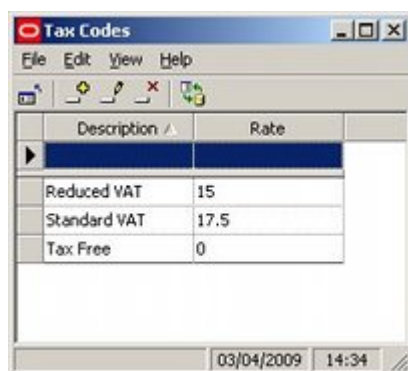 Tax Codes
File Edit View Help
Description Rate
Reduced VAT 15
Standard VAT 17.5
Tax Free 0
03/04/2009 14:34